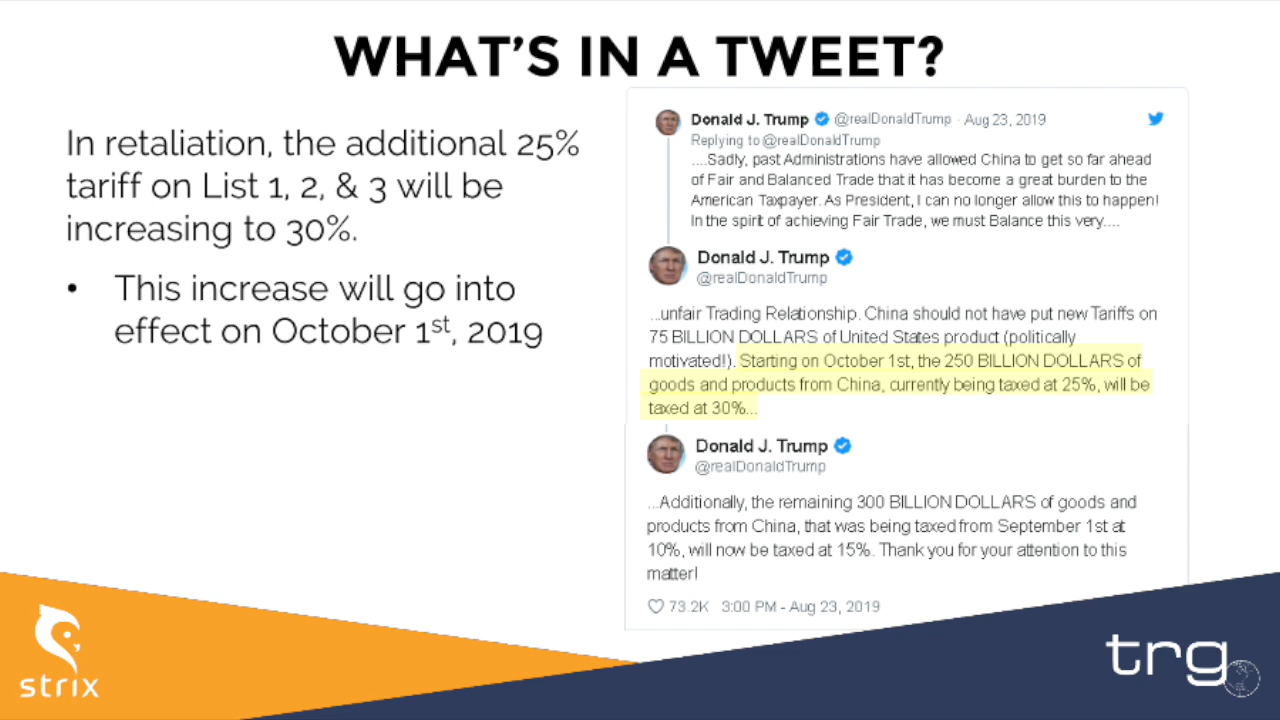 WHAT'S IN A TWEET?
In retaliation, the additional 25%
tariff on List 1, 2, & 3 will be
increasing to 30%.
• This increase will go into
effect on October 1st, 2019
Donald J. Trump @realDonaldTrump · Aug 23, 2019
Replying to @realDonaldTrump
....Sadly, past Administrations have allowed China to get so far ahead
of Fair and Balanced Trade that it has become a great burden to the
American Taxpayer. As President, I can no longer allow this to happen!
In the spirit of achieving Fair Trade, we must Balance this very....
Donald J. Trump
@realDonaldTrump
...unfair Trading Relationship. China should not have put new Tariffs on
75 BILLION DOLLARS of United States product (politically
motivated!). Starting on October 1st, the 250 BILLION DOLLARS of
goods and products from China, currently being taxed at 25%, will be
taxed at 30%...
Donald J. Trump
@realDonaldTrump
...Additionally, the remaining 300 BILLION DOLLARS of goods and
products from China, that was being taxed from September 1st at
10%, will now be taxed at 15%. Thank you for your attention to this
matter!
73.2K 3:00 PM - Aug 23, 2019
strix
trg